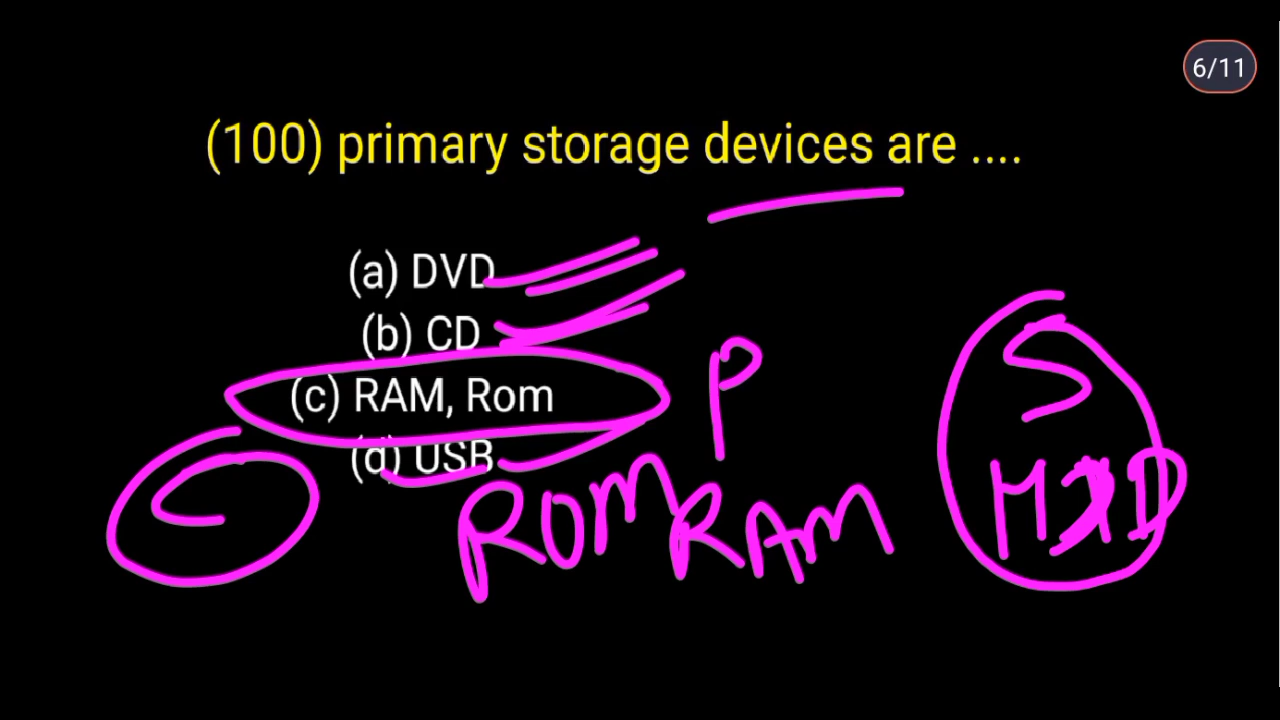 6/11
(100) primary storage devices are ....
(a) DVD
(b) CD
(c) RAM, Rom
(d) USB
P
S
C
ROM RAM